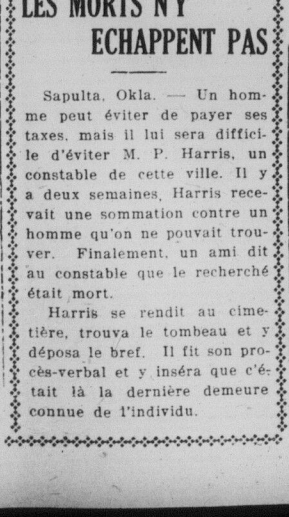 LES MORTS N'Y
ECHAPPENT PAS
Sapulta, Okla. — Un hom-
me peut éviter de payer ses
taxes, mais il lui sera diffici-
le d'éviter M. P. Harris, un
constable de cette ville. Il y
a deux semaines, Harris rece-
vait une sommation contre un
homme qu'on ne pouvait trou-
ver. Finalement, un ami dit
au constable que le recherché
était mort.
Harris se rendit au cime-
tière, trouva le tombeau et y
déposa le bref. Il fit son pro-
cès-verbal et y inséra que c'é-
tait là la dernière demeure
connue de l'individu.